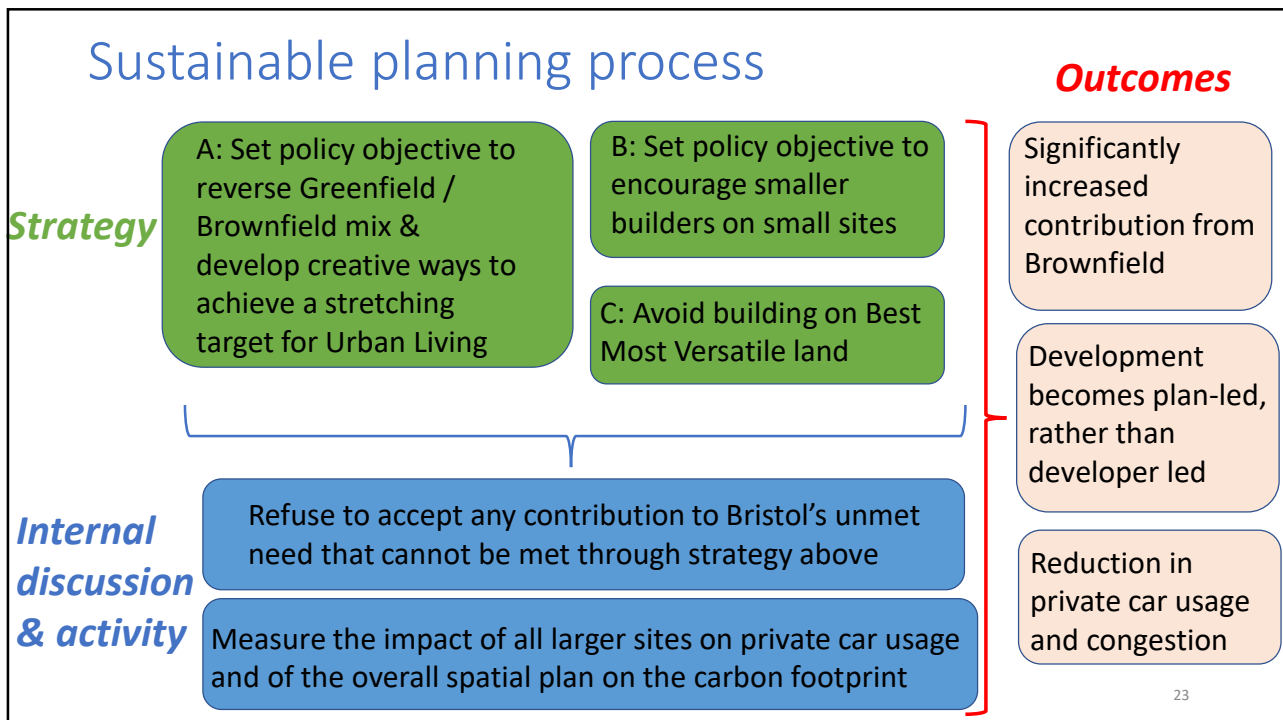 Sustainable planning process
Strategy
A: Set policy objective to
reverse Greenfield /
Brownfield mix &
develop creative ways to
achieve a stretching
target for Urban Living
B: Set policy objective to
encourage smaller
builders on small sites
C: Avoid building on Best
Most Versatile land
Internal
discussion
& activity
Refuse to accept any contribution to Bristol’s unmet
need that cannot be met through strategy above
Measure the impact of all larger sites on private car usage
and of the overall spatial plan on the carbon footprint
Outcomes
Significantly
increased
contribution from
Brownfield
Development
becomes plan-led,
rather than
developer led
Reduction in
private car usage
and congestion
23